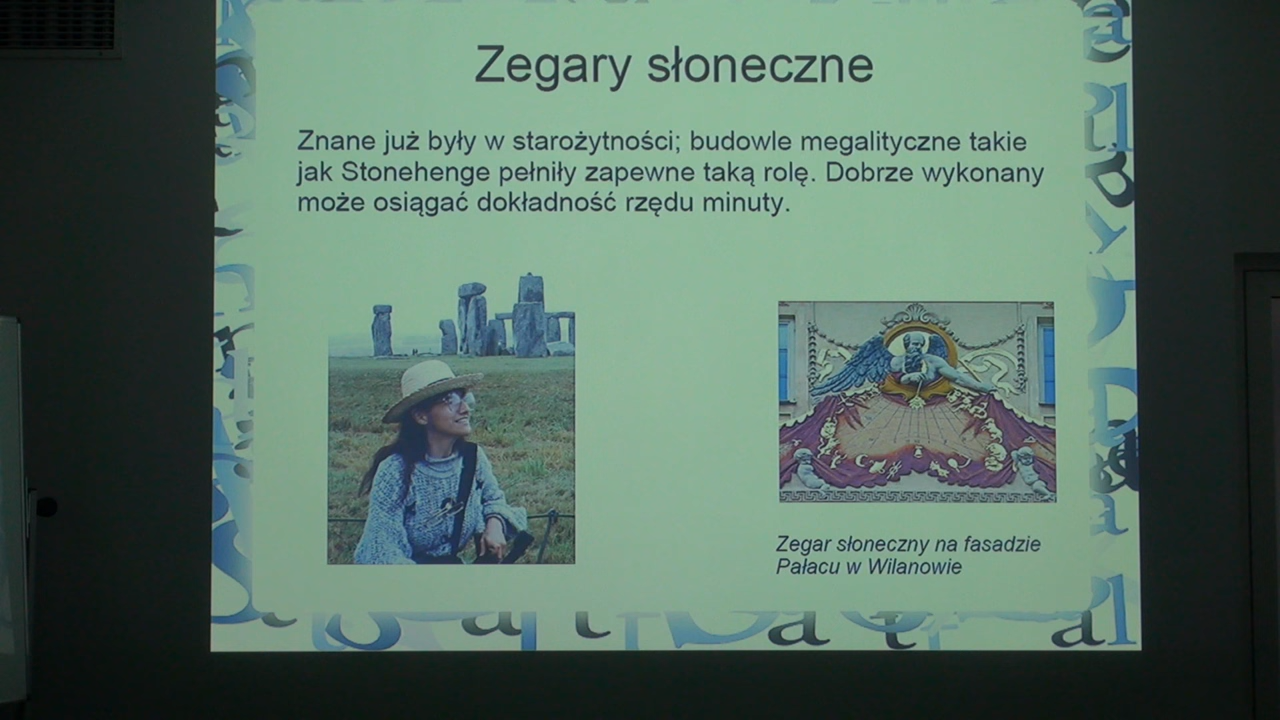 Zegary słoneczne
Znane już były w starożytności; budowle megalityczne takie
jak Stonehenge pełniły zapewne taką rolę. Dobrze wykonany
może osiągać dokładność rzędu minuty.
Zegar słoneczny na fasadzie
Pałacu w Wilanowie